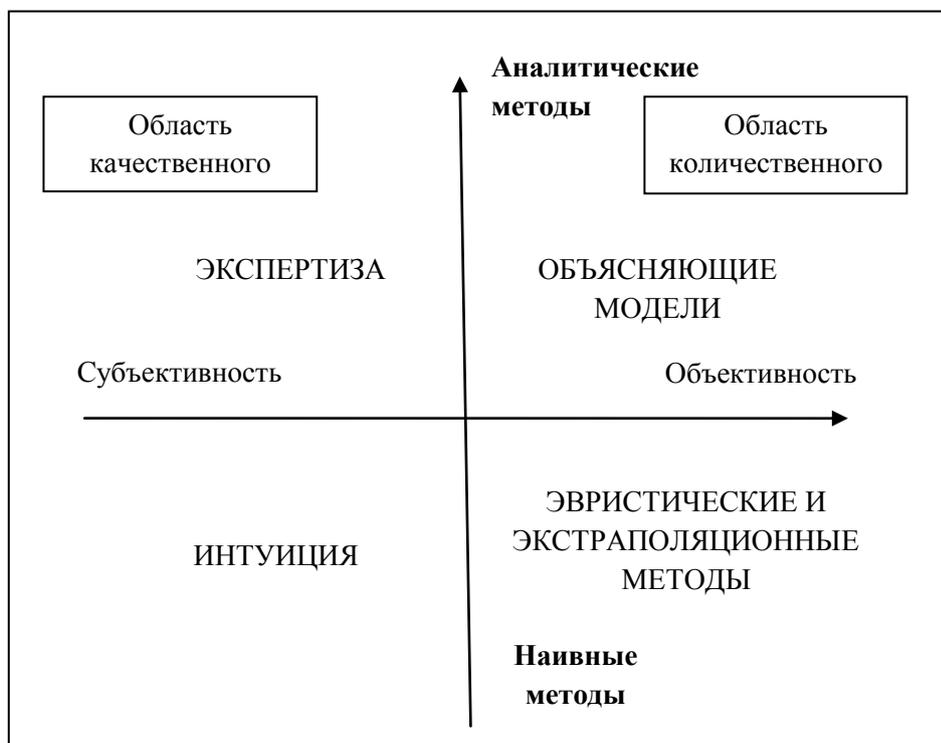 Аналитические
методы
Область
качественного
Область
количественного
ЭКСПЕРТИЗА
ОБЪЯСНЯЮЩИЕ
МОДЕЛИ
Субъективность
Объективность
ИНТУИЦИЯ
ЭВРИСТИЧЕСКИЕ И
ЭКСТРАПОЛЯЦИОННЫЕ
МЕТОДЫ
Наивные
методы